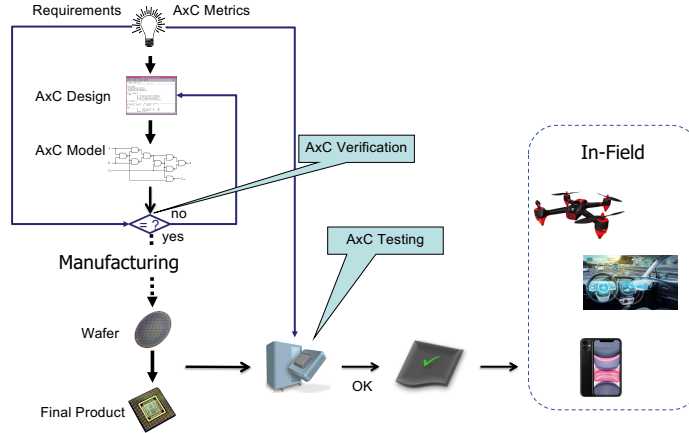 Requirements
AxC Metrics
AxC Design
AxC Model
AxC Verification
= ?
no
yes
Manufacturing
AxC Testing
In-Field
Wafer
OK
Final Product